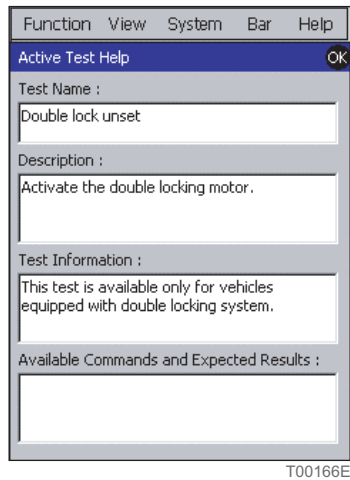 Function View System Bar Help
Active Test Help OK
Test Name :
Double lock unset
Description :
Activate the double locking motor.
Test Information :
This test is available only for vehicles
equipped with double locking system.
Available Commands and Expected Results :
T00166E